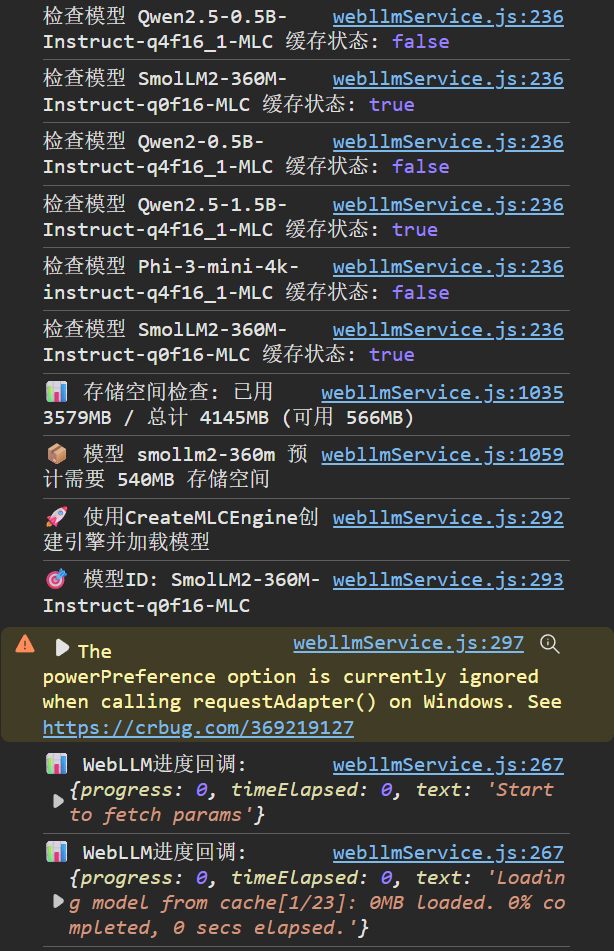 检查模型 Qwen2.5-0.5B- webllmService.js:236
Instruct-q4f16_1-MLC 缓存状态: false
检查模型 SmolLM2-360M- webllmService.js:236
Instruct-q0f16-MLC 缓存状态: true
检查模型 Qwen2-0.5B- webllmService.js:236
Instruct-q4f16_1-MLC 缓存状态: false
检查模型 Qwen2.5-1.5B- webllmService.js:236
Instruct-q4f16_1-MLC 缓存状态: true
检查模型 Phi-3-mini-4k- webllmService.js:236
instruct-q4f16_1-MLC 缓存状态: false
检查模型 SmolLM2-360M- webllmService.js:236
Instruct-q0f16-MLC 缓存状态: true
📊 存储空间检查: 已用 webllmService.js:1035
3579MB / 总计 4145MB (可用 566MB)
📦 模型 smollm2-360m 预 webllmService.js:1059
计需要 540MB 存储空间
🚀 使用CreateMLCEngine创 webllmService.js:292
建引擎并加载模型
🎯 模型ID: SmolLM2-360M- webllmService.js:293
Instruct-q0f16-MLC
The webllmService.js:297
powerPreference option is currently ignored
when calling requestAdapter() on Windows. See
https://crbug.com/369219127
📊 WebLLM进度回调: webllmService.js:267
{progress: 0, timeElapsed: 0, text: 'Start
to fetch params'}
📊 WebLLM进度回调: webllmService.js:267
{progress: 0, timeElapsed: 0, text: 'Loadin
g model from cache[1/23]: 0MB loaded. 0% co
mpleted, 0 secs elapsed.'}